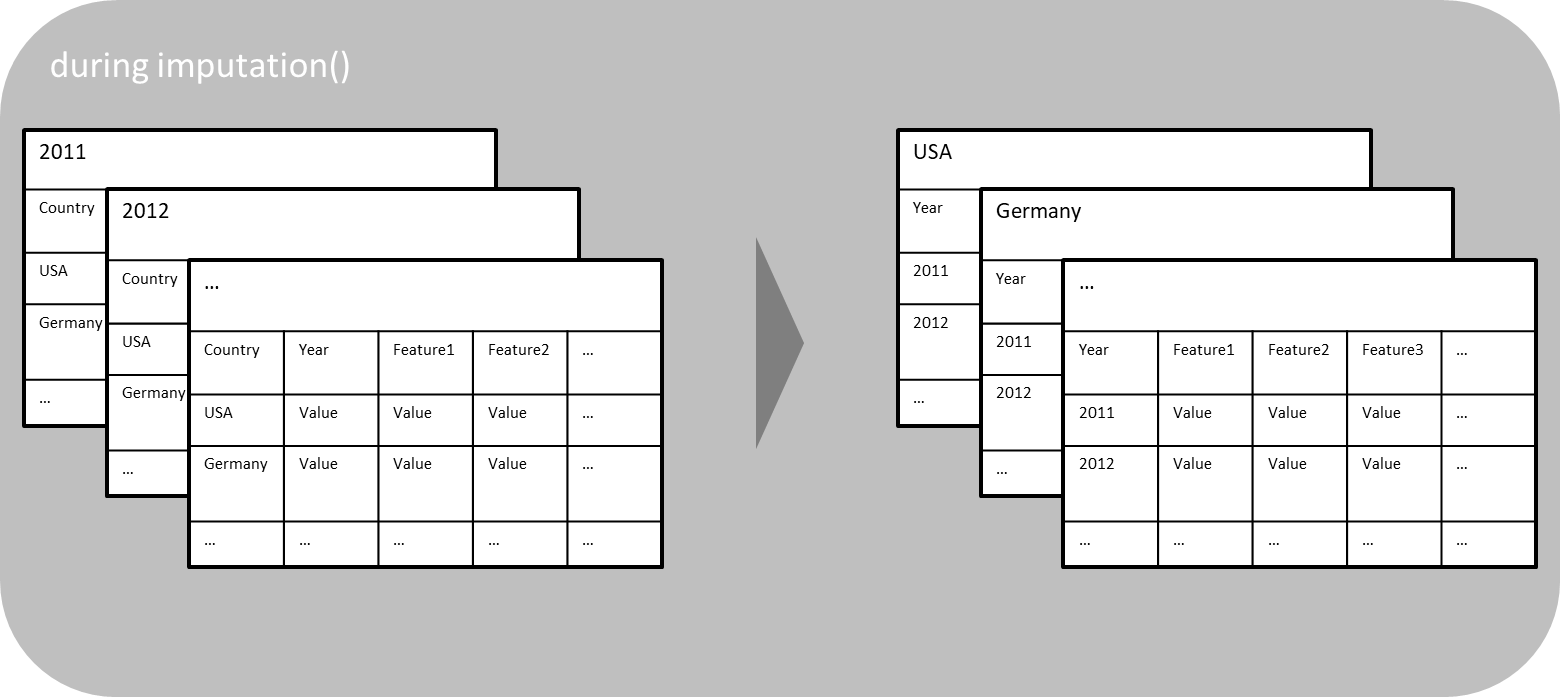 during imputation()
2011
Country
USA
Germany
...
2012
Country
USA
Germany
...
...
Country Year Feature1 Feature2 ...
USA Value Value Value ...
Germany Value Value Value ...
... ... ... ... ...
USA
Year
2011
2012
...
Germany
Year
2011
2012
...
...
Year Feature1 Feature2 Feature3 ...
2011 Value Value Value ...
2012 Value Value Value ...
... ... ... ... ...